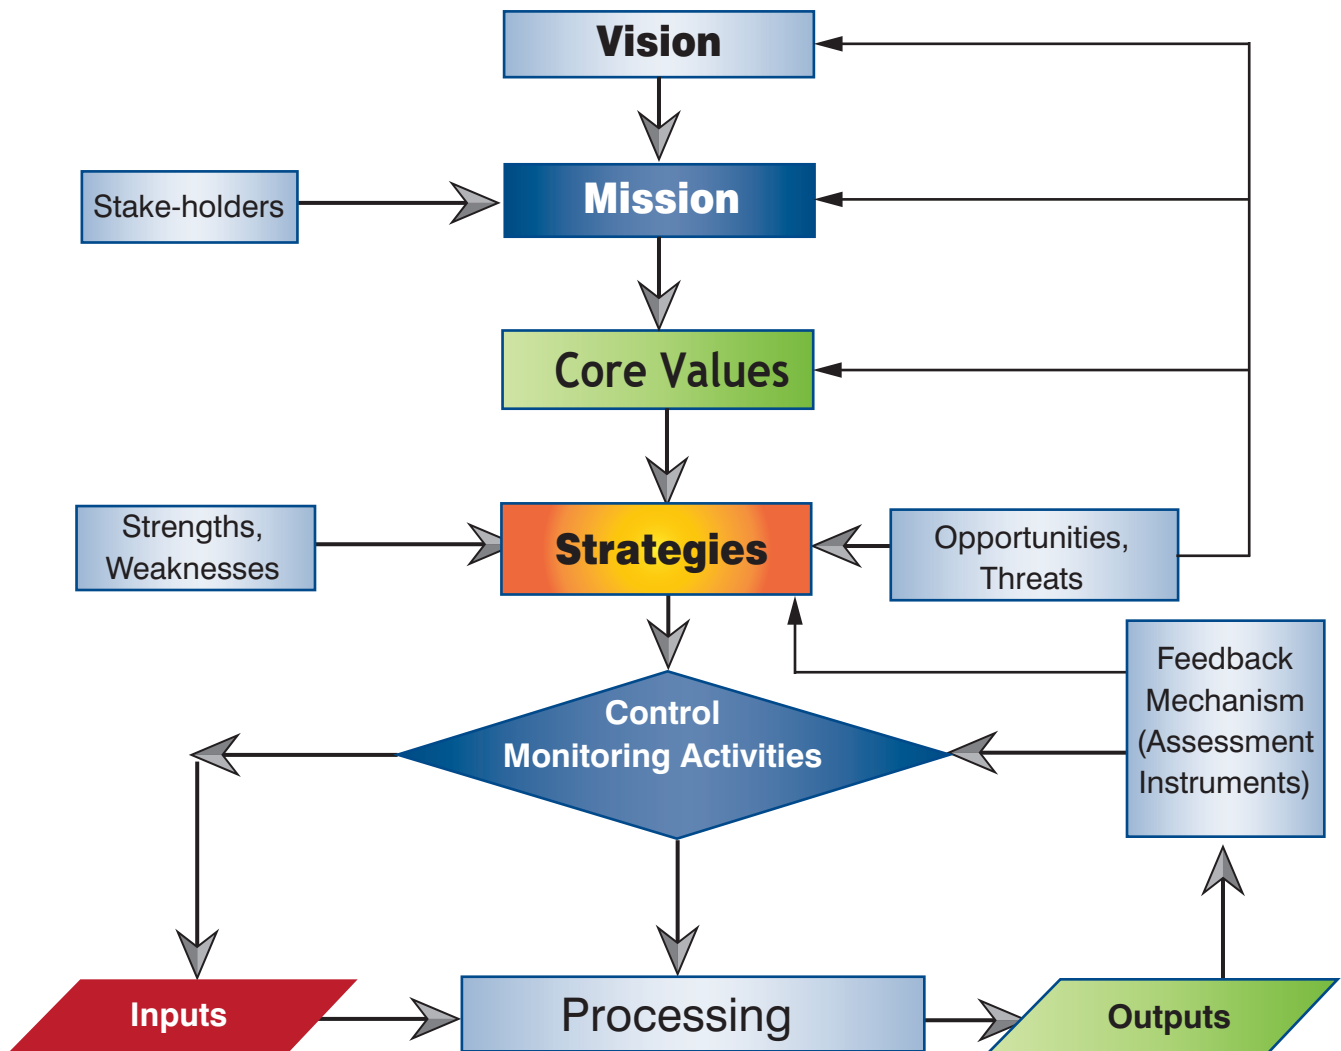 Vision
Stake-holders
Mission
Core Values
Strengths,
Weaknesses
Strategies
Opportunities,
Threats
Feedback
Mechanism
(Assessment
Instruments)
Control
Monitoring Activities
Inputs
Processing
Outputs